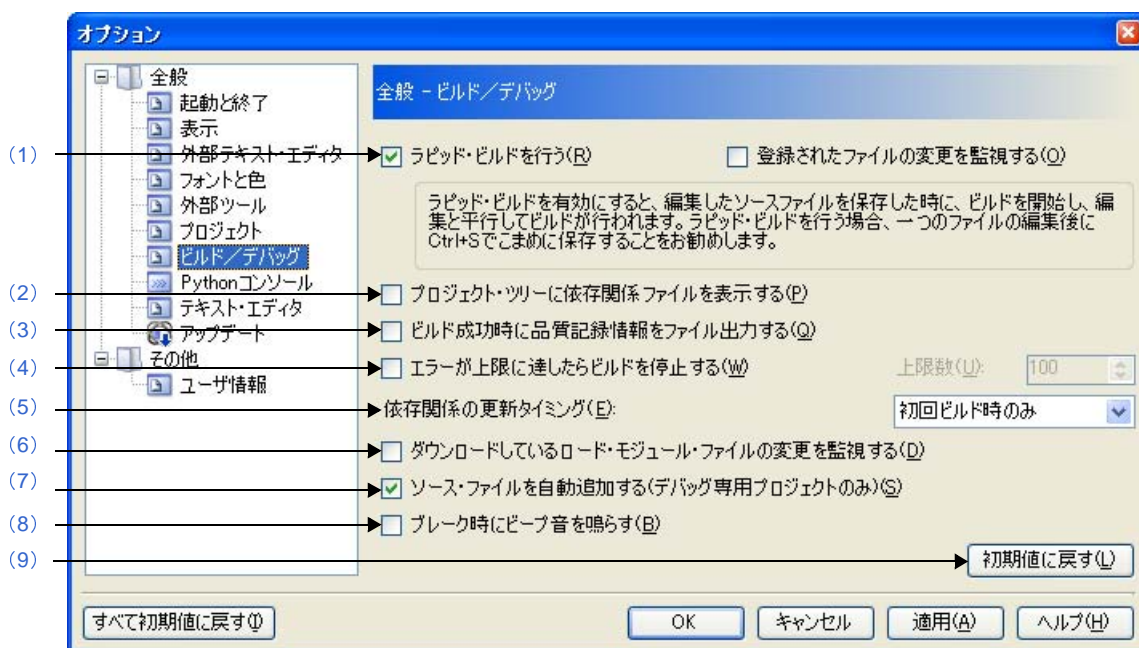 オプション
全般
起動と終了
表示
外部テキスト・エディタ
フォントと色
外部ツール
プロジェクト
ビルド／デバッグ
Pythonコンソール
テキスト・エディタ
アップデート
その他
ユーザ情報
全般 － ビルド／デバッグ
(1) ラピッド・ビルドを行う(R) 登録されたファイルの変更を監視する(O)
ラピッド・ビルドを有効にすると、編集したソースファイルを保存した時に、ビルドを開始し、編
集と平行してビルドが行われます。ラピッド・ビルドを行う場合、一つのファイルの編集後に
Ctrl+Sでこまめに保存することをお勧めします。
(2) プロジェクト・ツリーに依存関係ファイルを表示する(P)
(3) ビルド成功時に品質記録情報をファイル出力する(Q)
(4) エラーが上限に達したらビルドを停止する(W) 上限数(U): 100
(5) 依存関係の更新タイミング(E): 初回ビルド時のみ
(6) ダウンロードしているロード・モジュール・ファイルの変更を監視する(D)
(7) ソース・ファイルを自動追加する(デバッグ専用プロジェクトのみ)(S)
(8) ブレーク時にビープ音を鳴らす(B)
(9) 初期値に戻す(L)
すべて初期値に戻す(I) OK キャンセル 適用(A) ヘルプ(H)